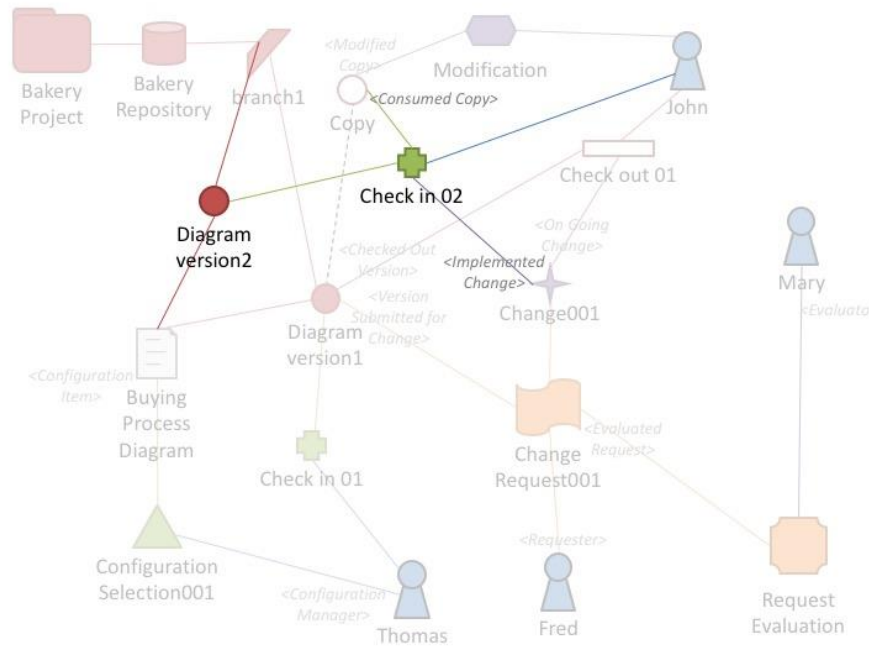 <Modified
Copy>
Modification
Bakery
Project
Bakery
Repository
branch1
Copy
<Consumed Copy>
John
Check in 02
Check out 01
Diagram
version2
<On Going
Change>
<Checked Out
Version>
<Implemented
Change>
Mary
<Version
Submitted for
Change>
Change001
<Evaluato
Diagram
version1
<Configuration
Item>
Buying
Process
Diagram
<Evaluated
Request>
Change
Request001
Check in 01
<Requester>
Configuration
Selection001
<Configuration
Manager>
Thomas
Fred
Request
Evaluation